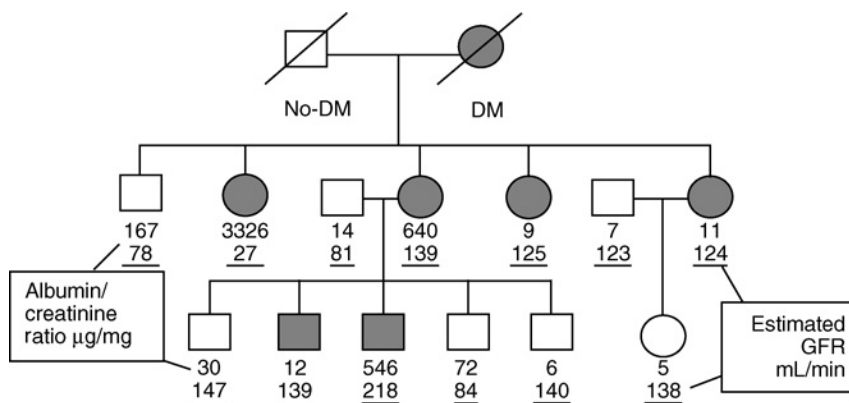 No-DM DM
167 3326 14 640 9 7 11
78 27 81 139 125 123 124
Albumin/
creatinine
ratio µg/mg
Estimated
GFR
mL/min
30 12 546 72 6 5
147 139 218 84 140 138